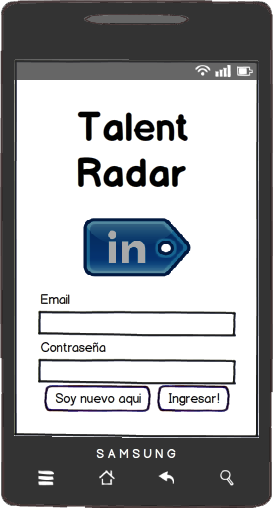 Talent
Radar
in
Email
Contraseña
Soy nuevo aqui
Ingresar!
SAMSUNG